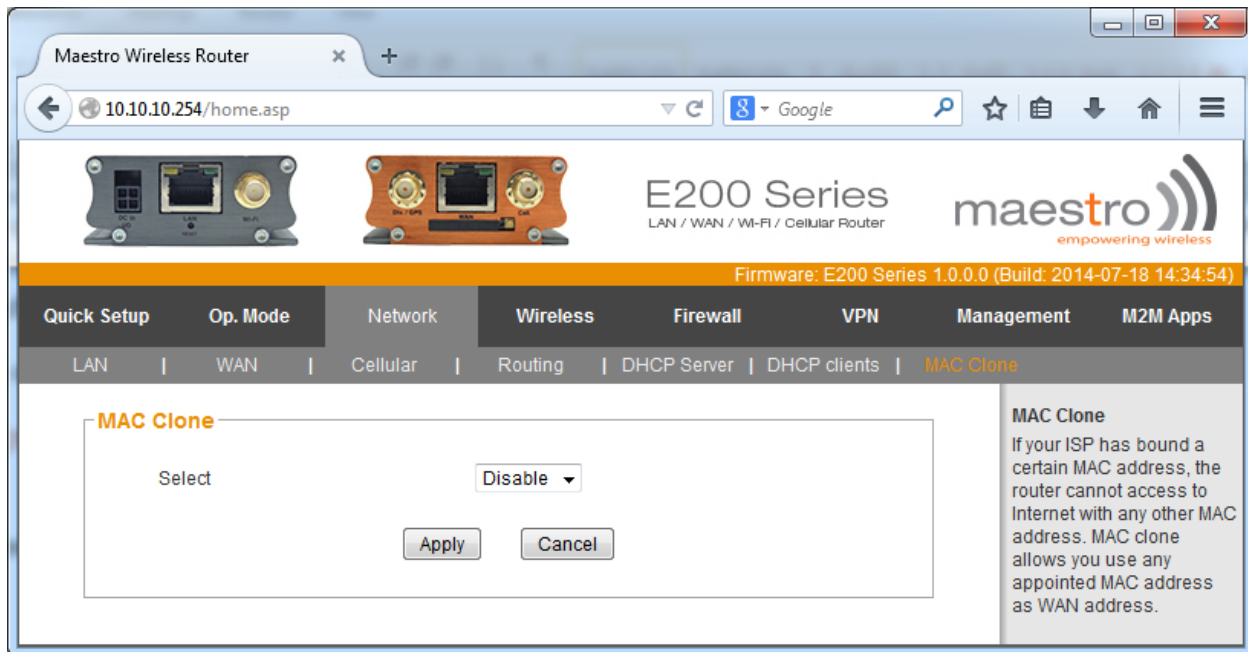 Maestro Wireless Router
10.10.10.254/home.asp
Google
E200 Series
LAN / WAN / Wi-Fi / Cellular Router
maestro
empowering wireless
Firmware: E200 Series 1.0.0.0 (Build: 2014-07-18 14:34:54)
Quick Setup Op. Mode Network Wireless Firewall VPN Management M2M Apps
LAN | WAN | Cellular | Routing | DHCP Server | DHCP clients | MAC Clone
MAC Clone
Select Disable
Apply Cancel
MAC Clone
If your ISP has bound a
certain MAC address, the
router cannot access to
Internet with any other MAC
address. MAC clone
allows you use any
appointed MAC address
as WAN address.